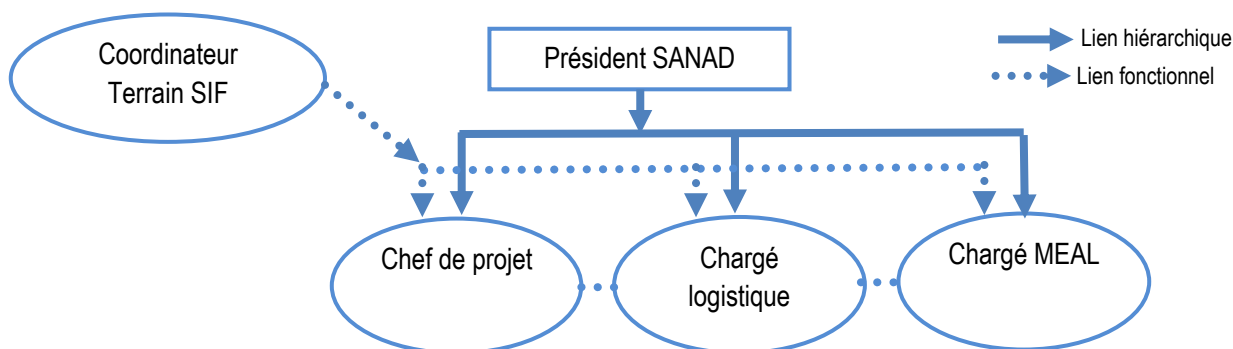 Coordinateur
Terrain SIF
Président SANAD
Lien hiérarchique
Lien fonctionnel
Chef de projet
Chargé
logistique
Chargé MEAL